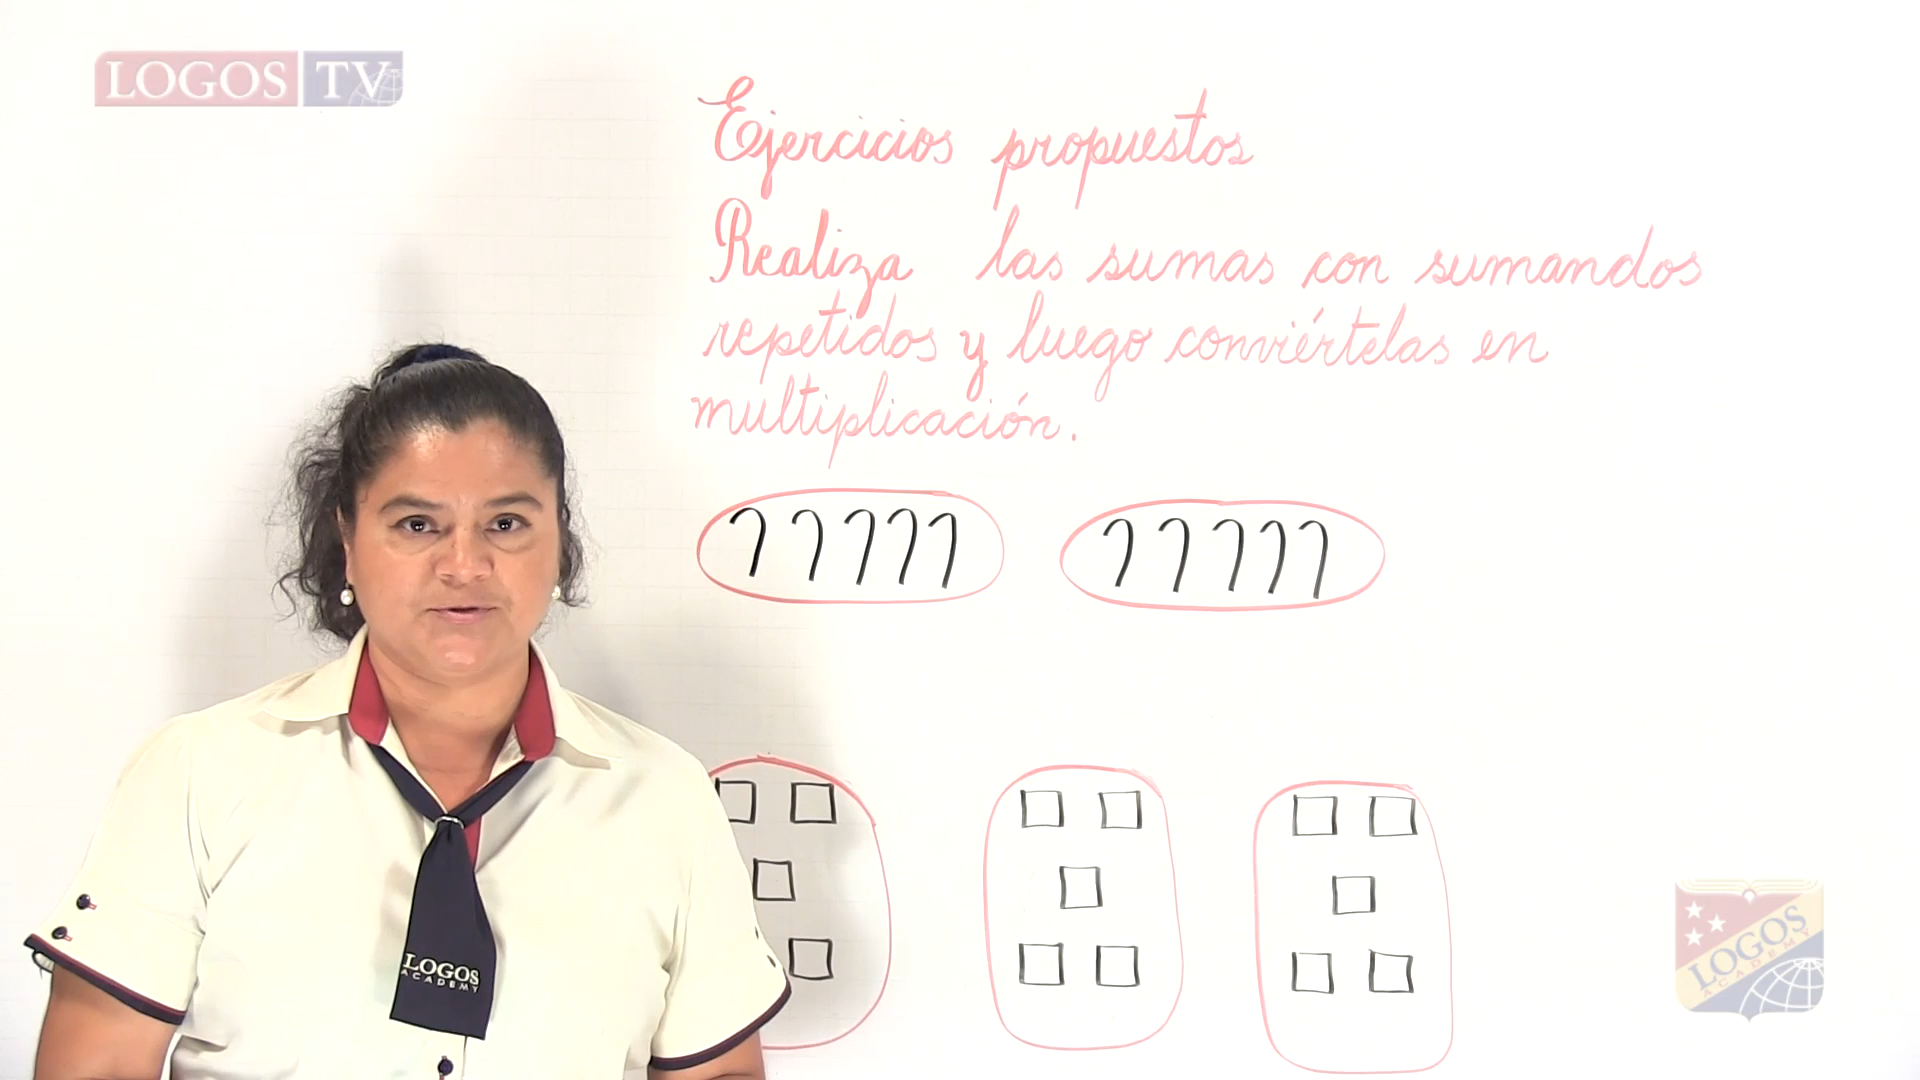 LOGOS TV
Ejercicios propuestos
Realiza las sumas con sumandos
repetidos y luego conviértelas en
multiplicación.
LOGOS
ACADEMY
LOGOS
ACADEMY